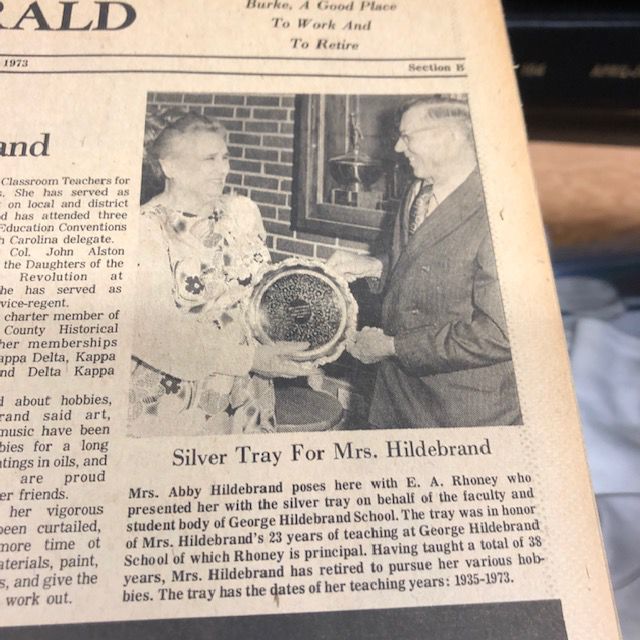 RALD
Burke, A Good Place
To Work And
To Retire
1973
Section B
and
Classroom Teachers for
She has served as
on local and district
has attended three
Education Conventions
Carolina delegate.
Col. John Alston
the Daughters of the
Revolution at
he has served as
vice-regent.
charter member of
County Historical
her memberships
appa Delta, Kappa
nd Delta Kappa
about hobbies,
rand said art,
music have been
bies for a long
tings in oils, and
are proud
er friends.
her vigorous
been curtailed,
more time ot
aterials, paint,
s, and give the
work out.
Silver Tray For Mrs. Hildebrand
Mrs. Abby Hildebrand poses here with E. A. Rhoney who
presented her with the silver tray on behalf of the faculty and
student body of George Hildebrand School. The tray was in honor
of Mrs. Hildebrand's 23 years of teaching at George Hildebrand
School of which Rhoney is principal. Having taught a total of 38
years, Mrs. Hildebrand has retired to pursue her various hob-
bies. The tray has the dates of her teaching years: 1935-1973.